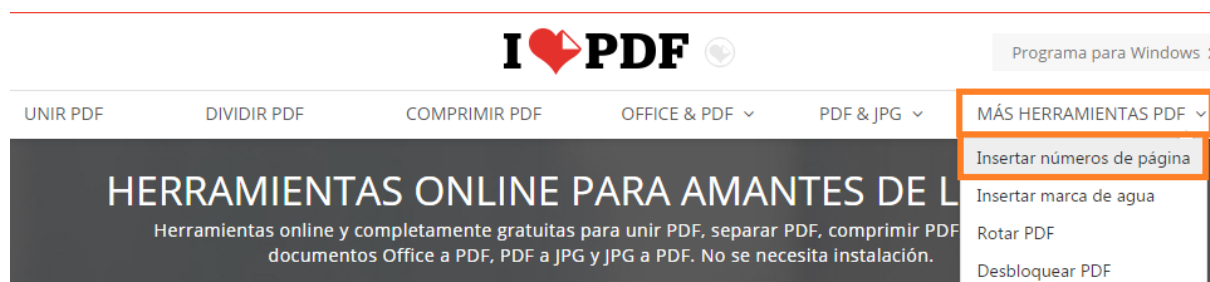 I PDF
Programa para Windows
UNIR PDF DIVIDIR PDF COMPRIMIR PDF OFFICE & PDF PDF & JPG MÁS HERRAMIENTAS PDF
Insertar números de página
Insertar marca de agua
Rotar PDF
Desbloquear PDF
HERRAMIENTAS ONLINE PARA AMANTES DE L
Herramientas online y completamente gratuitas para unir PDF, separar PDF, comprimir PDF
documentos Office a PDF, PDF a JPG y JPG a PDF. No se necesita instalación.